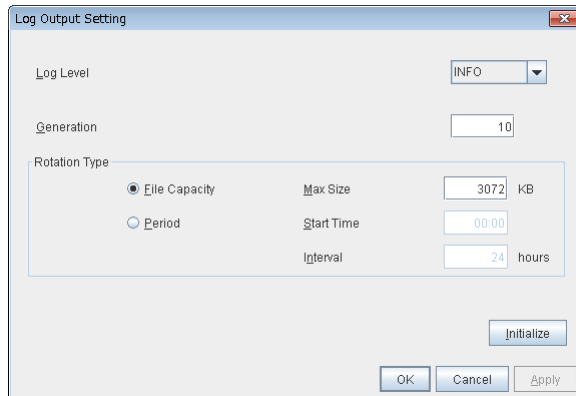 Log Output Setting
Log Level INFO
Generation 10
Rotation Type
File Capacity Max Size 3072 KB
Period Start Time 00:00
Interval 24 hours
Initialize
OK Cancel Apply